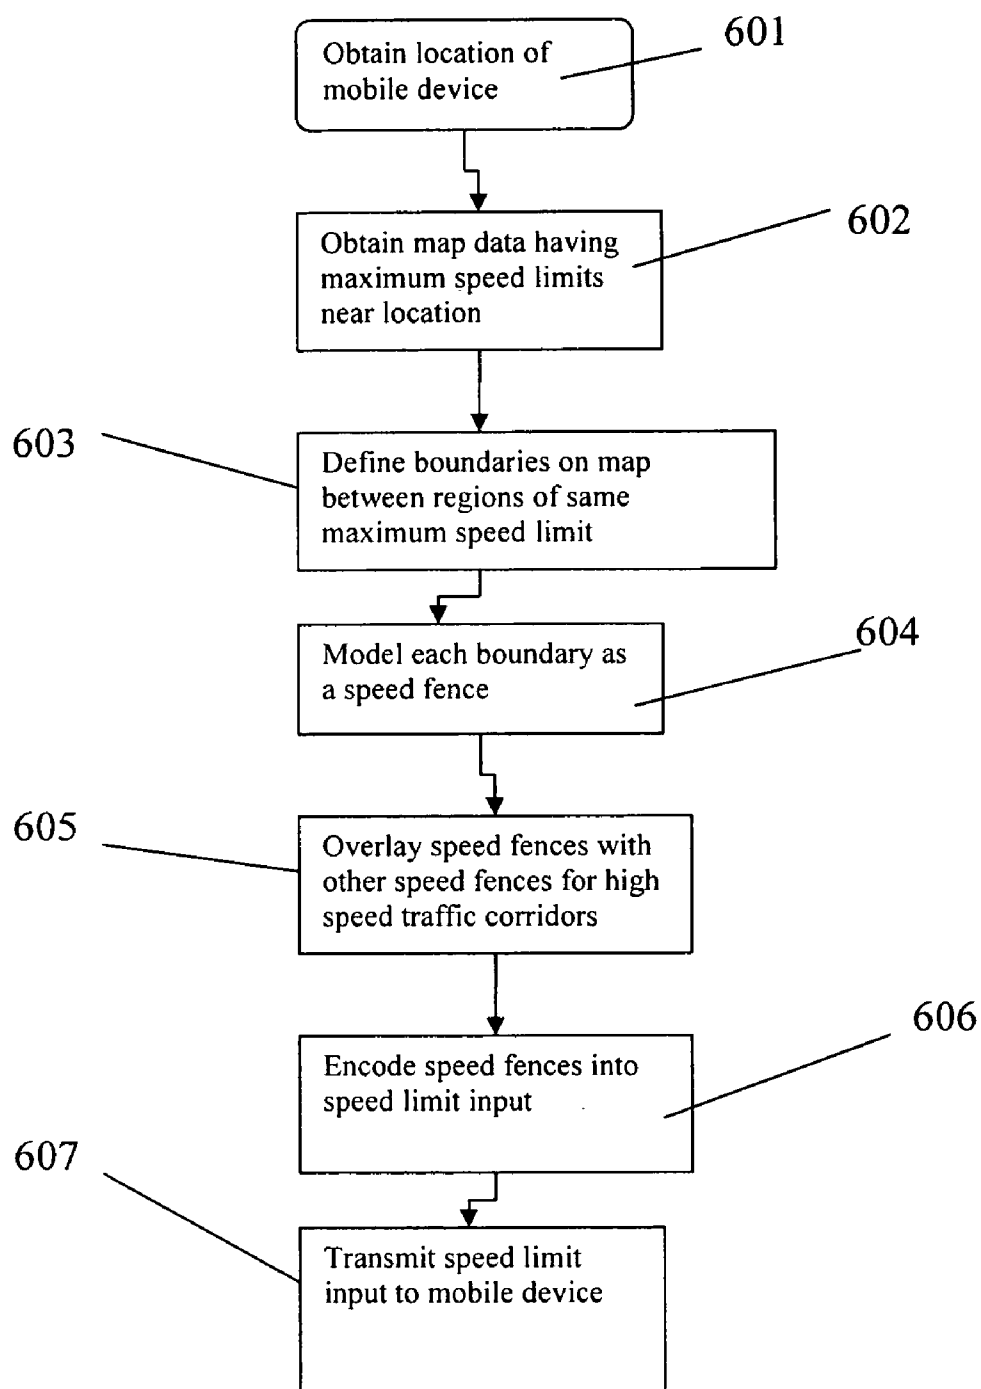 Obtain location of
mobile device
601
Obtain map data having
maximum speed limits
near location
602
603
Define boundaries on map
between regions of same
maximum speed limit
Model each boundary as
a speed fence
604
605
Overlay speed fences with
other speed fences for high
speed traffic corridors
Encode speed fences into
speed limit input
606
607
Transmit speed limit
input to mobile device